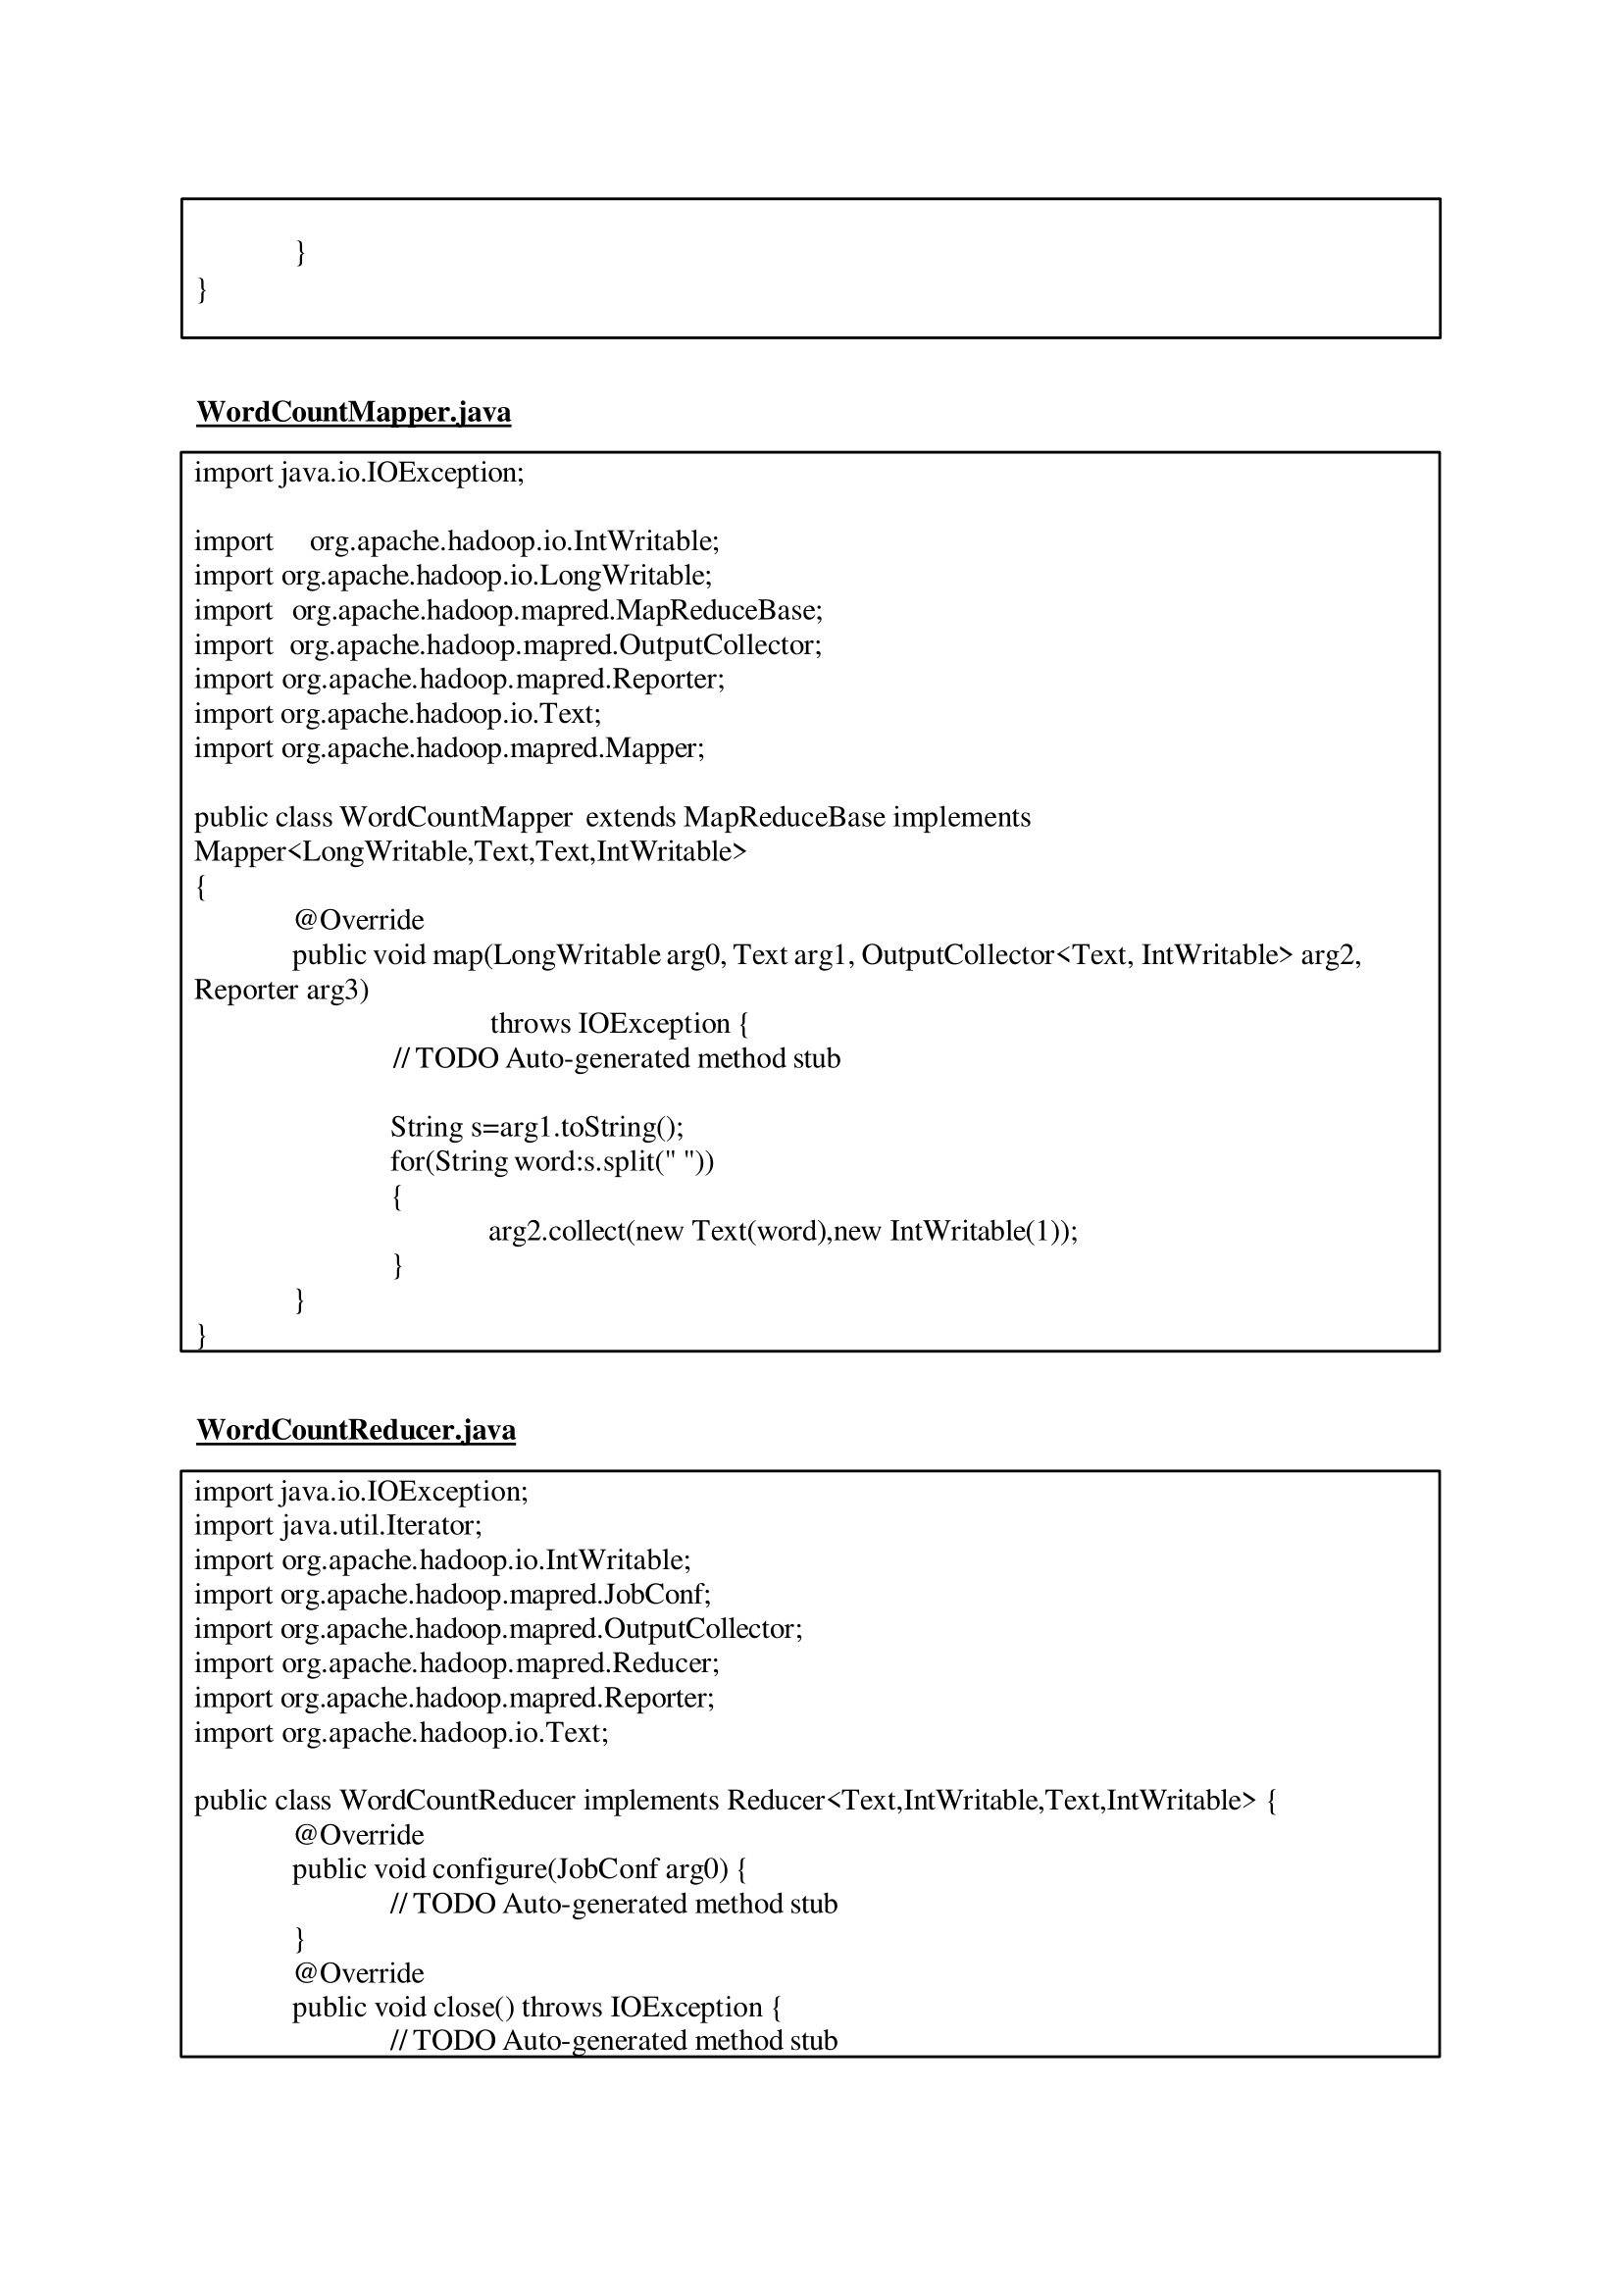 }
}
WordCountMapper.java
import java.io.IOException;
import org.apache.hadoop.io.IntWritable;
import org.apache.hadoop.io.LongWritable;
import org.apache.hadoop.mapred.MapReduceBase;
import org.apache.hadoop.mapred.OutputCollector;
import org.apache.hadoop.mapred.Reporter;
import org.apache.hadoop.io.Text;
import org.apache.hadoop.mapred.Mapper;
public class WordCountMapper extends MapReduceBase implements
Mapper<LongWritable,Text,Text,IntWritable>
{
@Override
public void map(LongWritable arg0, Text arg1, OutputCollector<Text, IntWritable> arg2,
Reporter arg3)
throws IOException {
// TODO Auto-generated method stub
String s=arg1.toString();
for(String word:s.split(" "))
{
arg2.collect(new Text(word),new IntWritable(1));
}
}
}
WordCountReducer.java
import java.io.IOException;
import java.util.Iterator;
import org.apache.hadoop.io.IntWritable;
import org.apache.hadoop.mapred.JobConf;
import org.apache.hadoop.mapred.OutputCollector;
import org.apache.hadoop.mapred.Reducer;
import org.apache.hadoop.mapred.Reporter;
import org.apache.hadoop.io.Text;
public class WordCountReducer implements Reducer<Text,IntWritable,Text,IntWritable> {
@Override
public void configure(JobConf arg0) {
// TODO Auto-generated method stub
}
@Override
public void close() throws IOException {
// TODO Auto-generated method stub